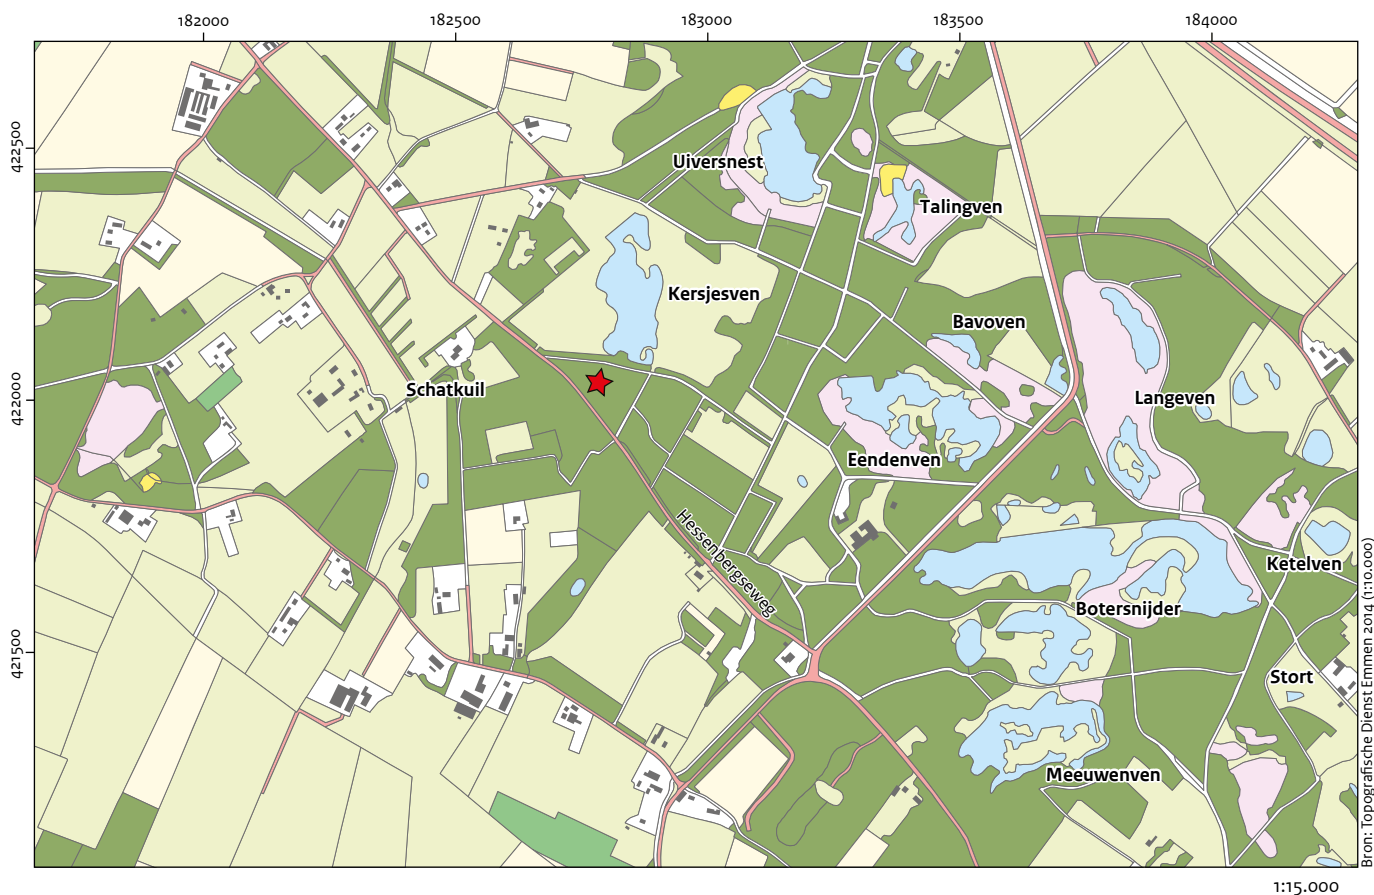 182000 182500 183000 183500 184000
422500
Uiversnest
Talingven
Kersjesven
Bavoven
422000
Schatkuil
Langeven
Eendenven
Hessenbergseweg
Ketelven
Botersnijder
421500
Stort
Meeuwenven
Bron: Topografische Dienst Emmen 2014 (1:10.000)
1:15.000